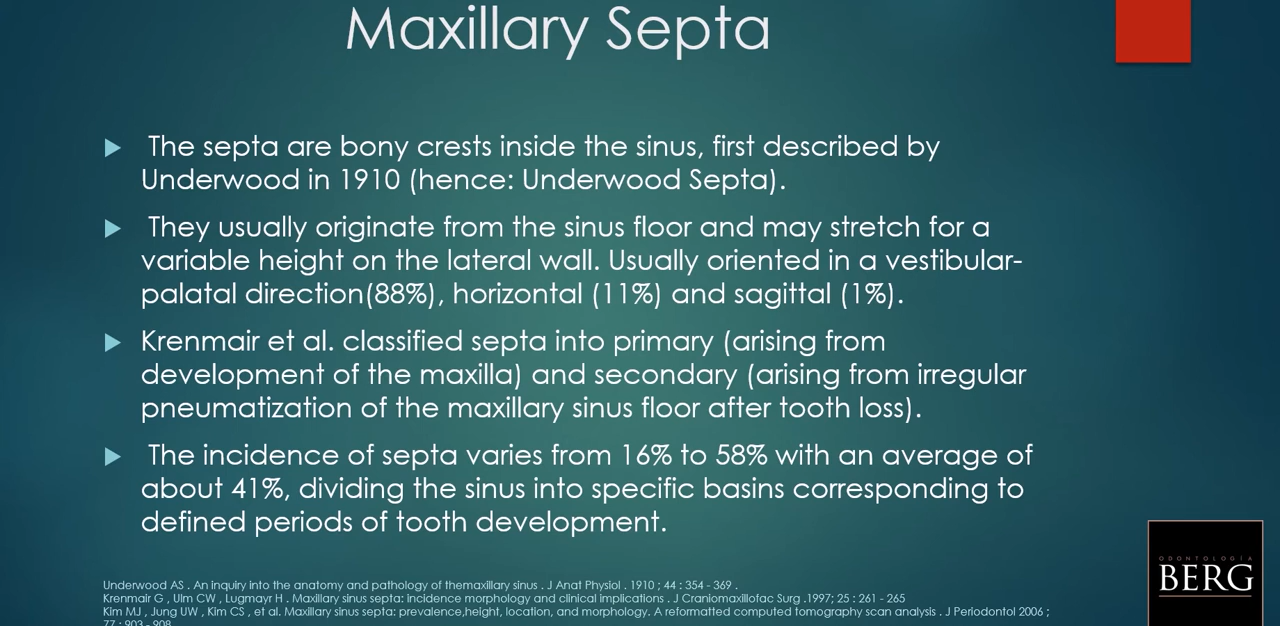 Maxillary Septa
The septa are bony crests inside the sinus, first described by
Underwood in 1910 (hence: Underwood Septa).
They usually originate from the sinus floor and may stretch for a
variable height on the lateral wall. Usually oriented in a vestibular-
palatal direction(88%), horizontal (11%) and sagittal (1%).
Krenmair et al. classified septa into primary (arising from
development of the maxilla) and secondary (arising from irregular
pneumatization of the maxillary sinus floor after tooth loss).
The incidence of septa varies from 16% to 58% with an average of
about 41%, dividing the sinus into specific basins corresponding to
defined periods of tooth development.
Underwood AS . An inquiry into the anatomy and pathology of themaxillary sinus . J Anat Physiol . 1910 ; 44 : 354 - 369 .
Krenmair G , Ulm CW , Lugmayr H . Maxillary sinus septa: incidence morphology and clinical implications . J Craniomaxillofac Surg .1997; 25 : 261 - 265
Kim MJ , Jung UW , Kim CS , et al. Maxillary sinus septa: prevalence,height, location, and morphology. A reformatted computed tomography scan analysis . J Periodontol 2006 ;
77 : 903 - 908
ODONTOLOGIA
BERG